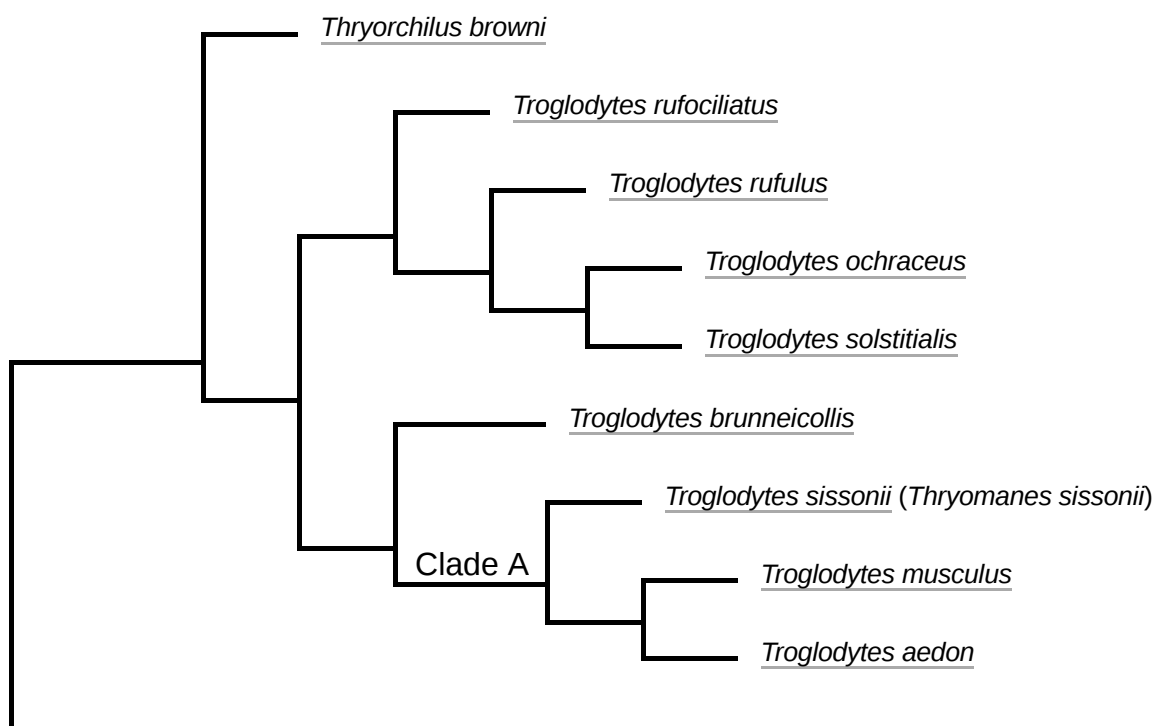 Thryorchilus browni
Troglodytes rufociliatus
Troglodytes rufulus
Troglodytes ochraceus
Troglodytes solstitialis
Troglodytes brunneicollis
Troglodytes sissonii (Thryomanes sissonii)
Clade A
Troglodytes musculus
Troglodytes aedon